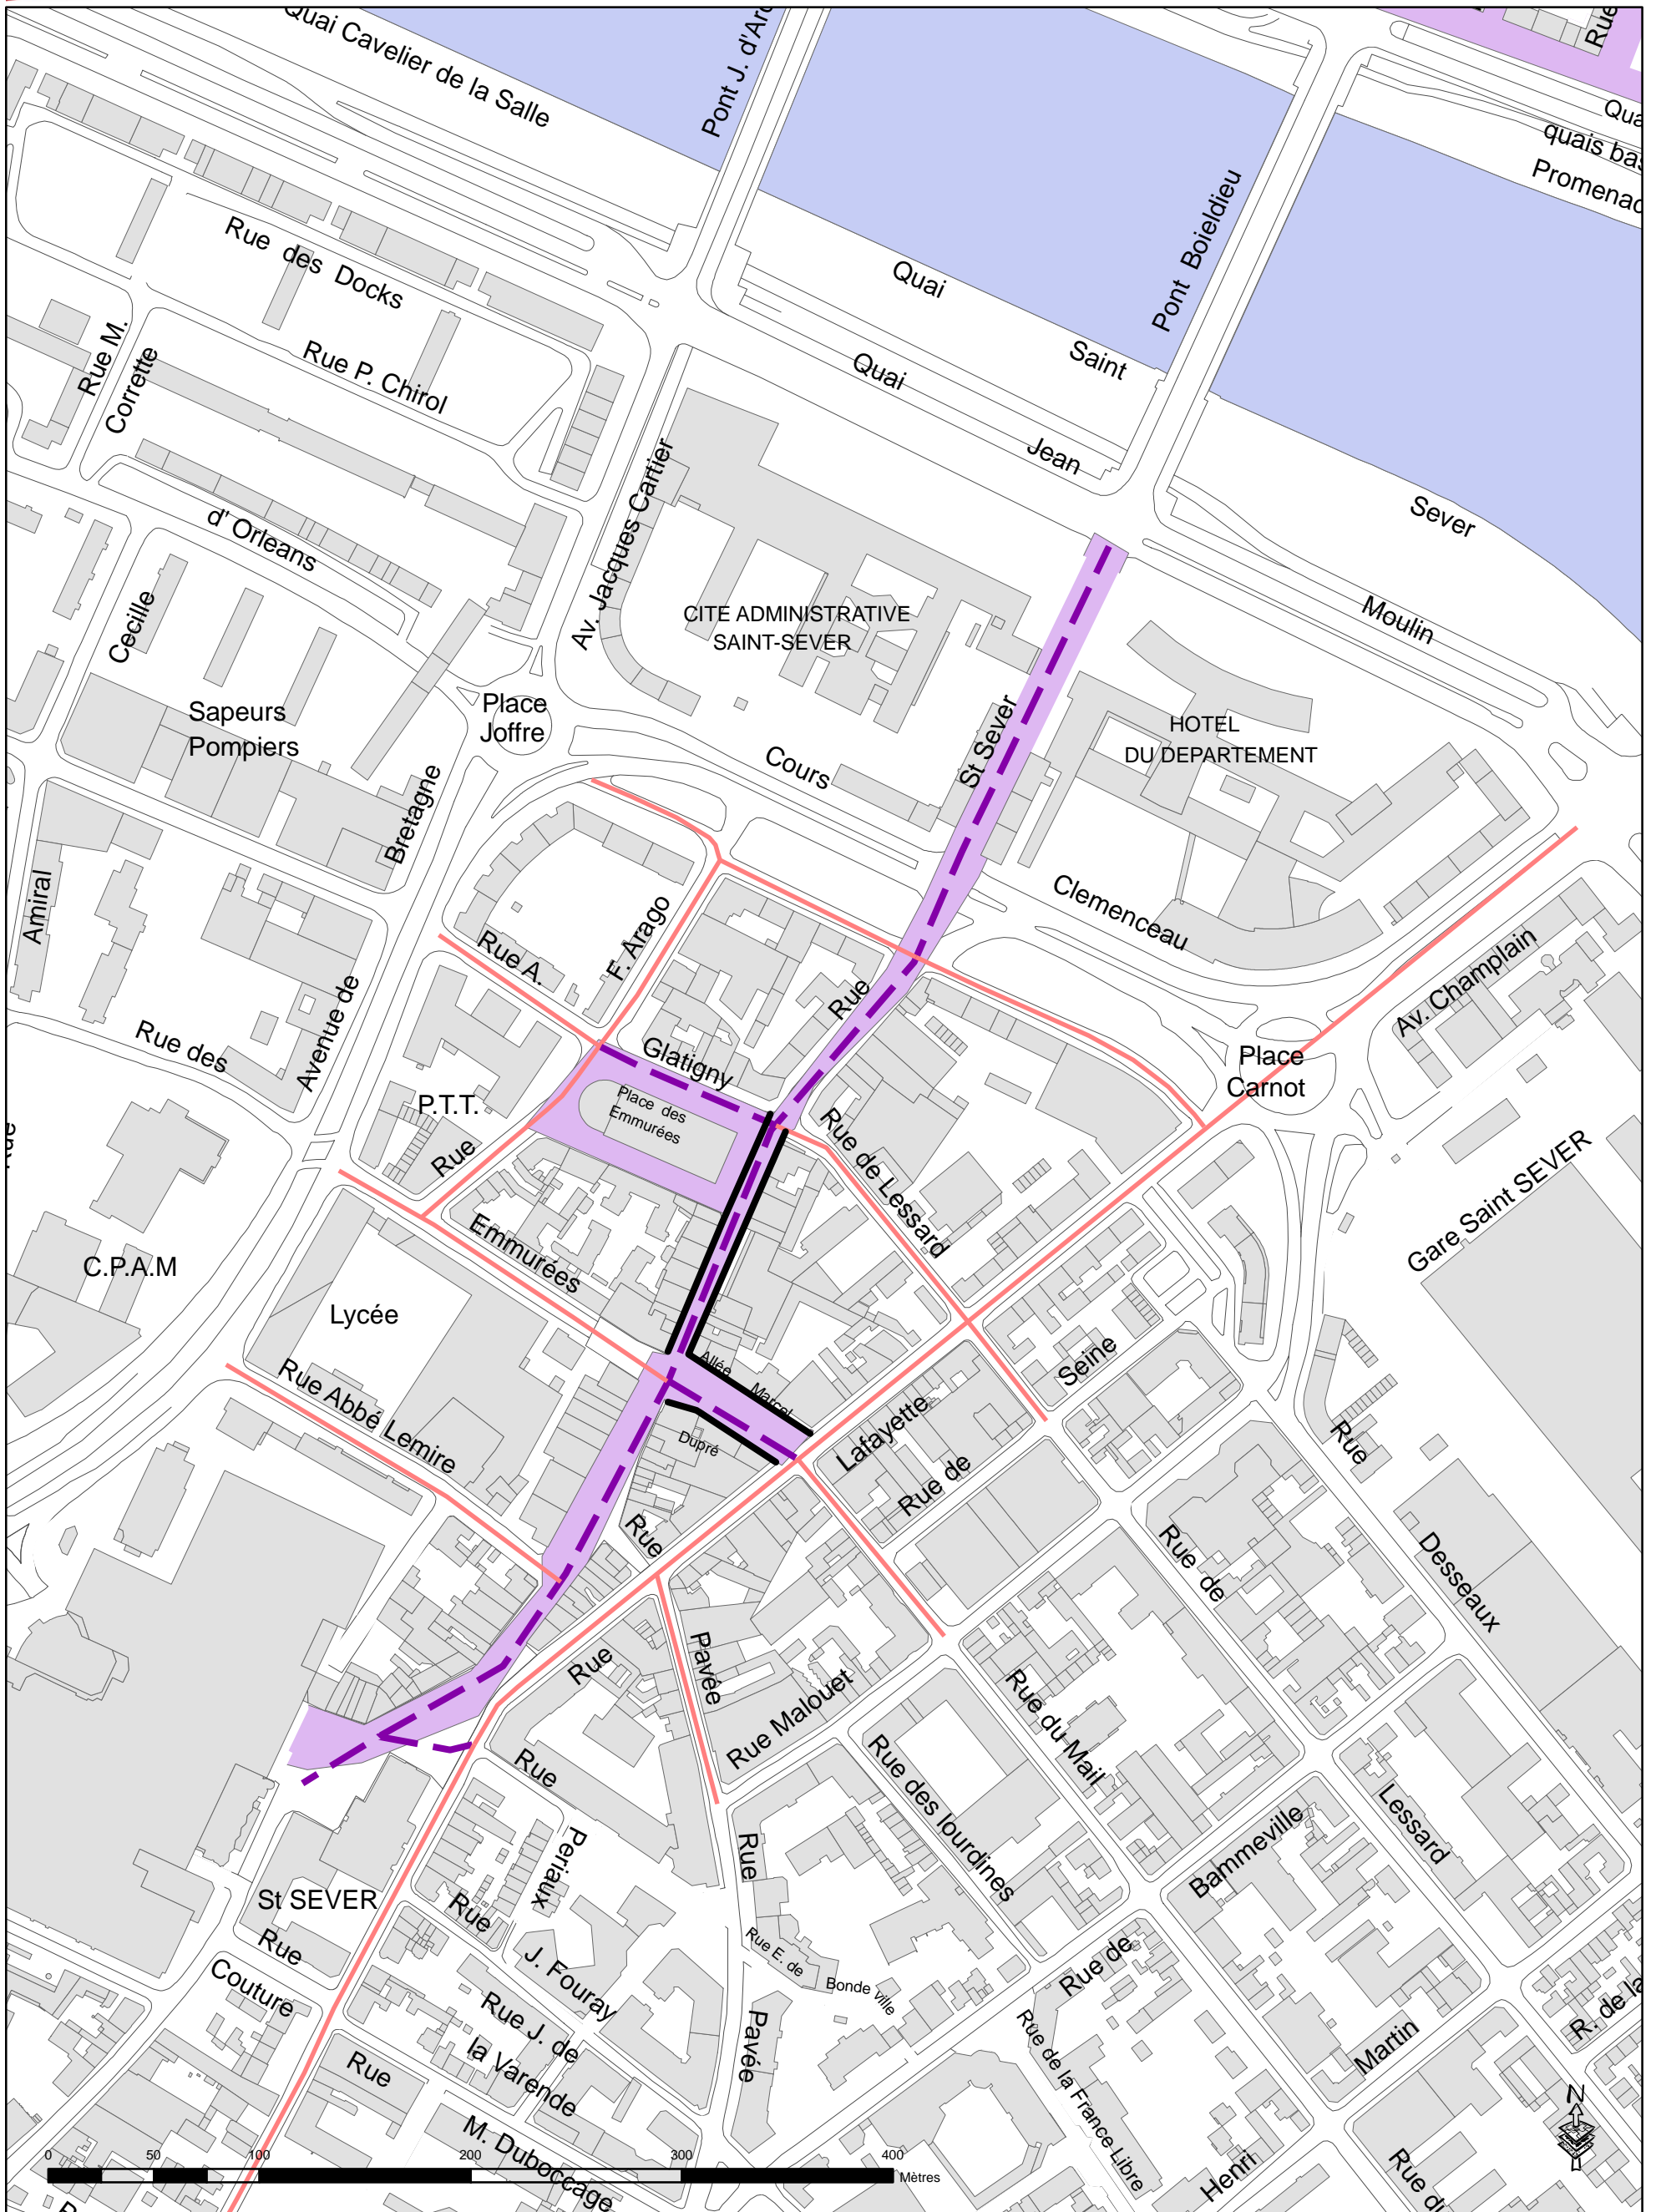 Quai Cavelier de la Salle
Pont J. d'Arc
Rue
Qua
quais bas
Promenad
Pont Boieldieu
Quai
Saint
Rue des Docks
Rue M.
Corrette
Rue P. Chirol
Quai
Jean
Sever
Moulin
Av. Jacques Cartier
d' Orleans
Cecille
CITE ADMINISTRATIVE
SAINT-SEVER
Sapeurs
Pompiers
Place
Joffre
Cours
St Sever
HOTEL
DU DEPARTEMENT
Bretagne
Clemenceau
Amiral
Rue A.
F. Arago
Rue
Av. Champlain
Rue des
Avenue de
Glatigny
Place
Carnot
P.T.T.
Place des
Emmurées
Rue
Rue de Lessard
Rue
Gare Saint SEVER
Emmurées
C.P.A.M
Lycée
Rue Abbé Lemire
Allée
Marcel
Dupré
Seine
Lafayette
Rue de
Rue
Rue
Desseaux
Rue de
Rue
Pavée
Rue Malouet
Rue du Mail
Rue des Iourdines
Rue
Periaux
Rue
Bammeville
Lessard
St SEVER
Rue
Rue
Couture
J. Fouray
Rue E. de
Bonde ville
Rue de
Rue J. de
la Varende
Rue
Pavée
Rue de la France Libre
Martin
R. de la
M. Duboccage
Henri
Rue du
N
0 50 100 200 300 400
Mètres